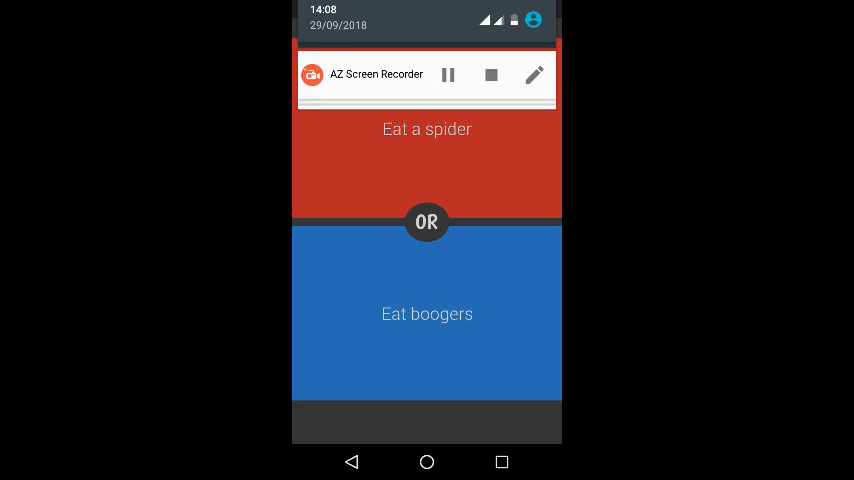 14:08
29/09/2018
AZ Screen Recorder
Eat a spider
OR
Eat boogers